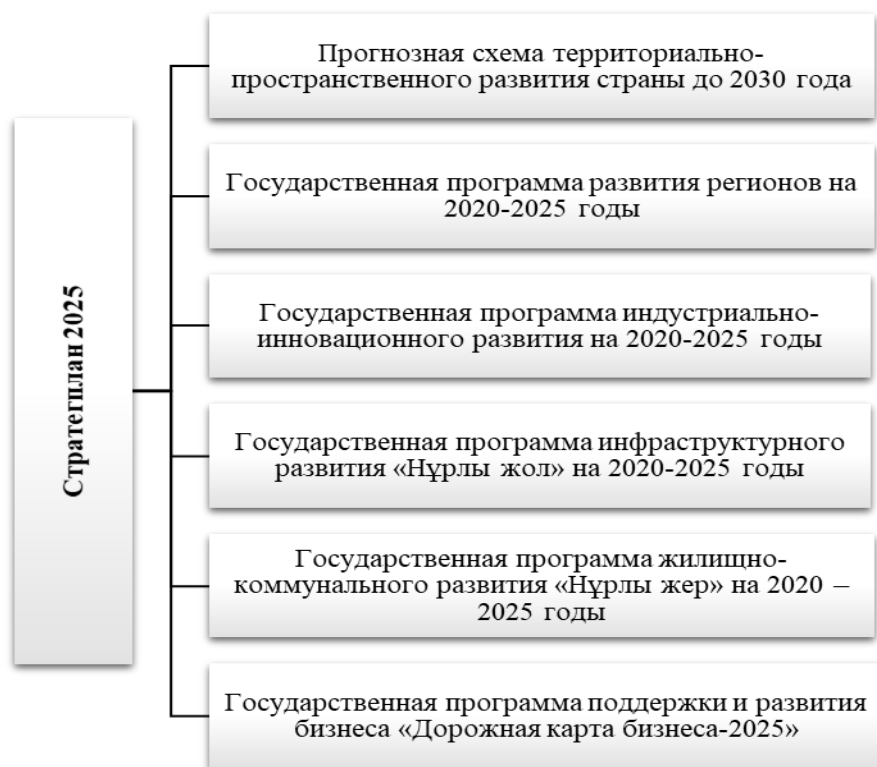 Стратегплан 2025
Прогнозная схема территориально-
пространственного развития страны до 2030 года
Государственная программа развития регионов на
2020-2025 годы
Государственная программа индустриально-
инновационного развития на 2020-2025 годы
Государственная программа инфраструктурного
развития «Нұрлы жол» на 2020-2025 годы
Государственная программа жилищно-
коммунального развития «Нұрлы жер» на 2020 –
2025 годы
Государственная программа поддержки и развития
бизнеса «Дорожная карта бизнеса-2025»